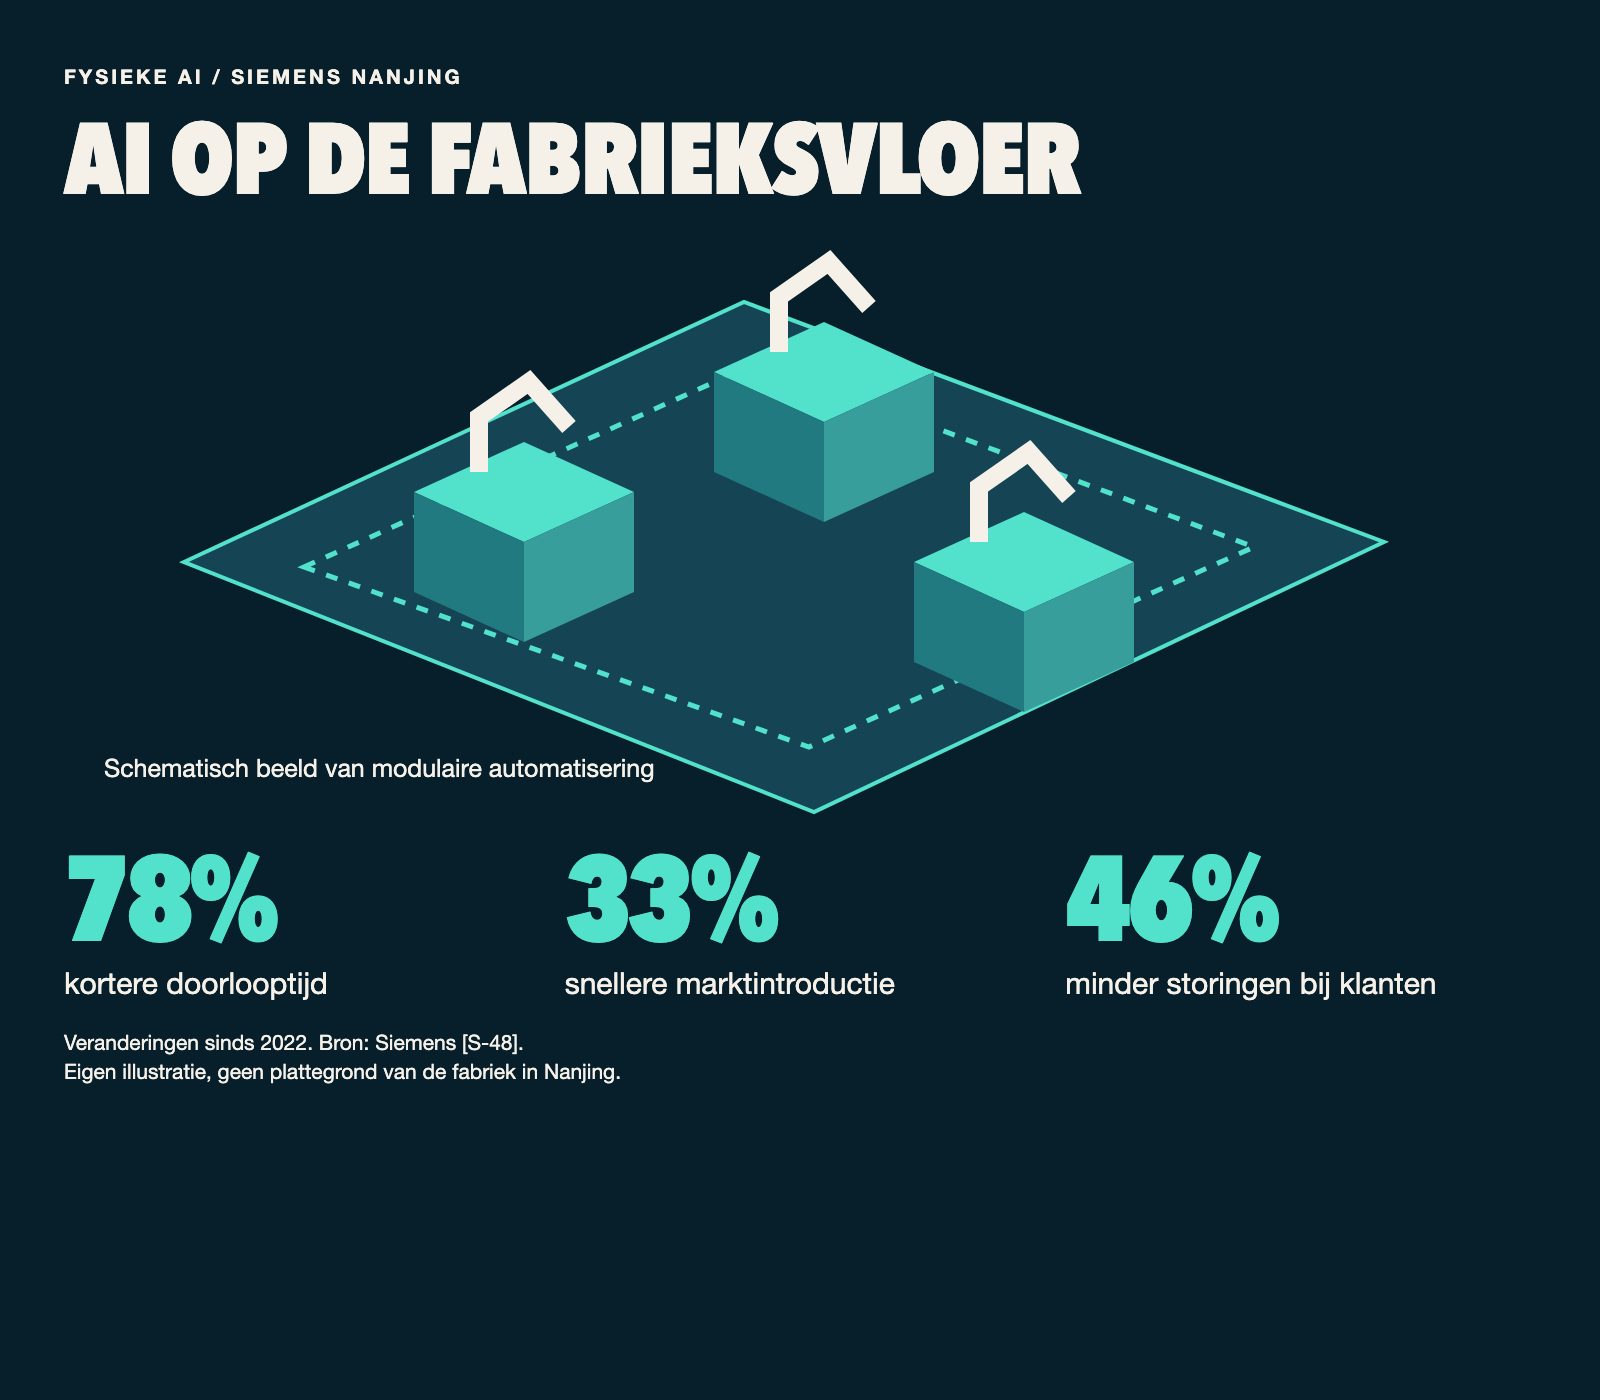 FYSIEKE AI / SIEMENS NANJING
AI OP DE FABRIEKSVLOER
Schematisch beeld van modulaire automatisering
78%
kortere doorlooptijd
33%
snellere marktintroductie
46%
minder storingen bij klanten
Veranderingen sinds 2022. Bron: Siemens [S-48].
Eigen illustratie, geen plattegrond van de fabriek in Nanjing.